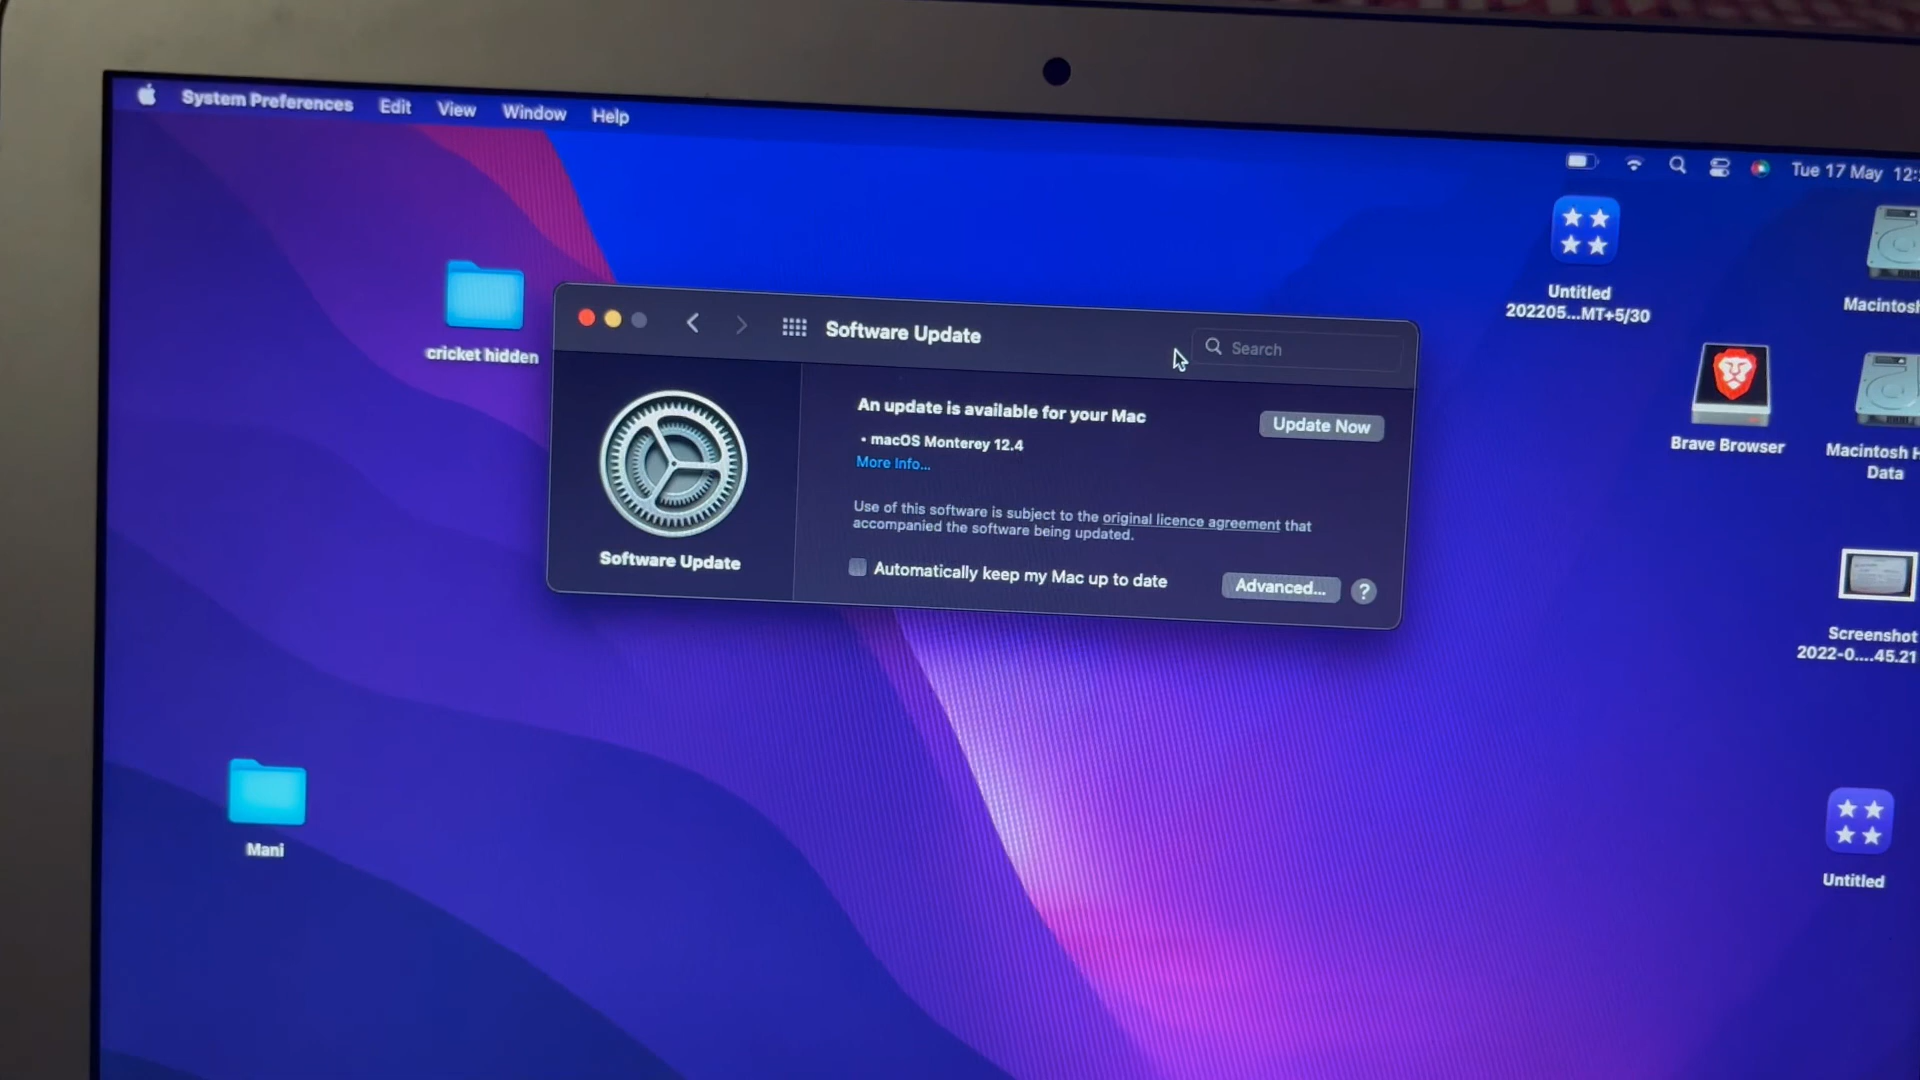 System Preferences Edit View Window Help
Tue 17 May 12:
Untitled
202205...MT+5/30
Macintosh
cricket hidden
Software Update
Search
An update is available for your Mac
Update Now
• macOS Monterey 12.4
More Info...
Use of this software is subject to the original licence agreement that
accompanied the software being updated.
Software Update
Automatically keep my Mac up to date
Advanced...
?
Brave Browser
Macintosh H
Data
Screenshot
2022-0....45.21
Mani
Untitled